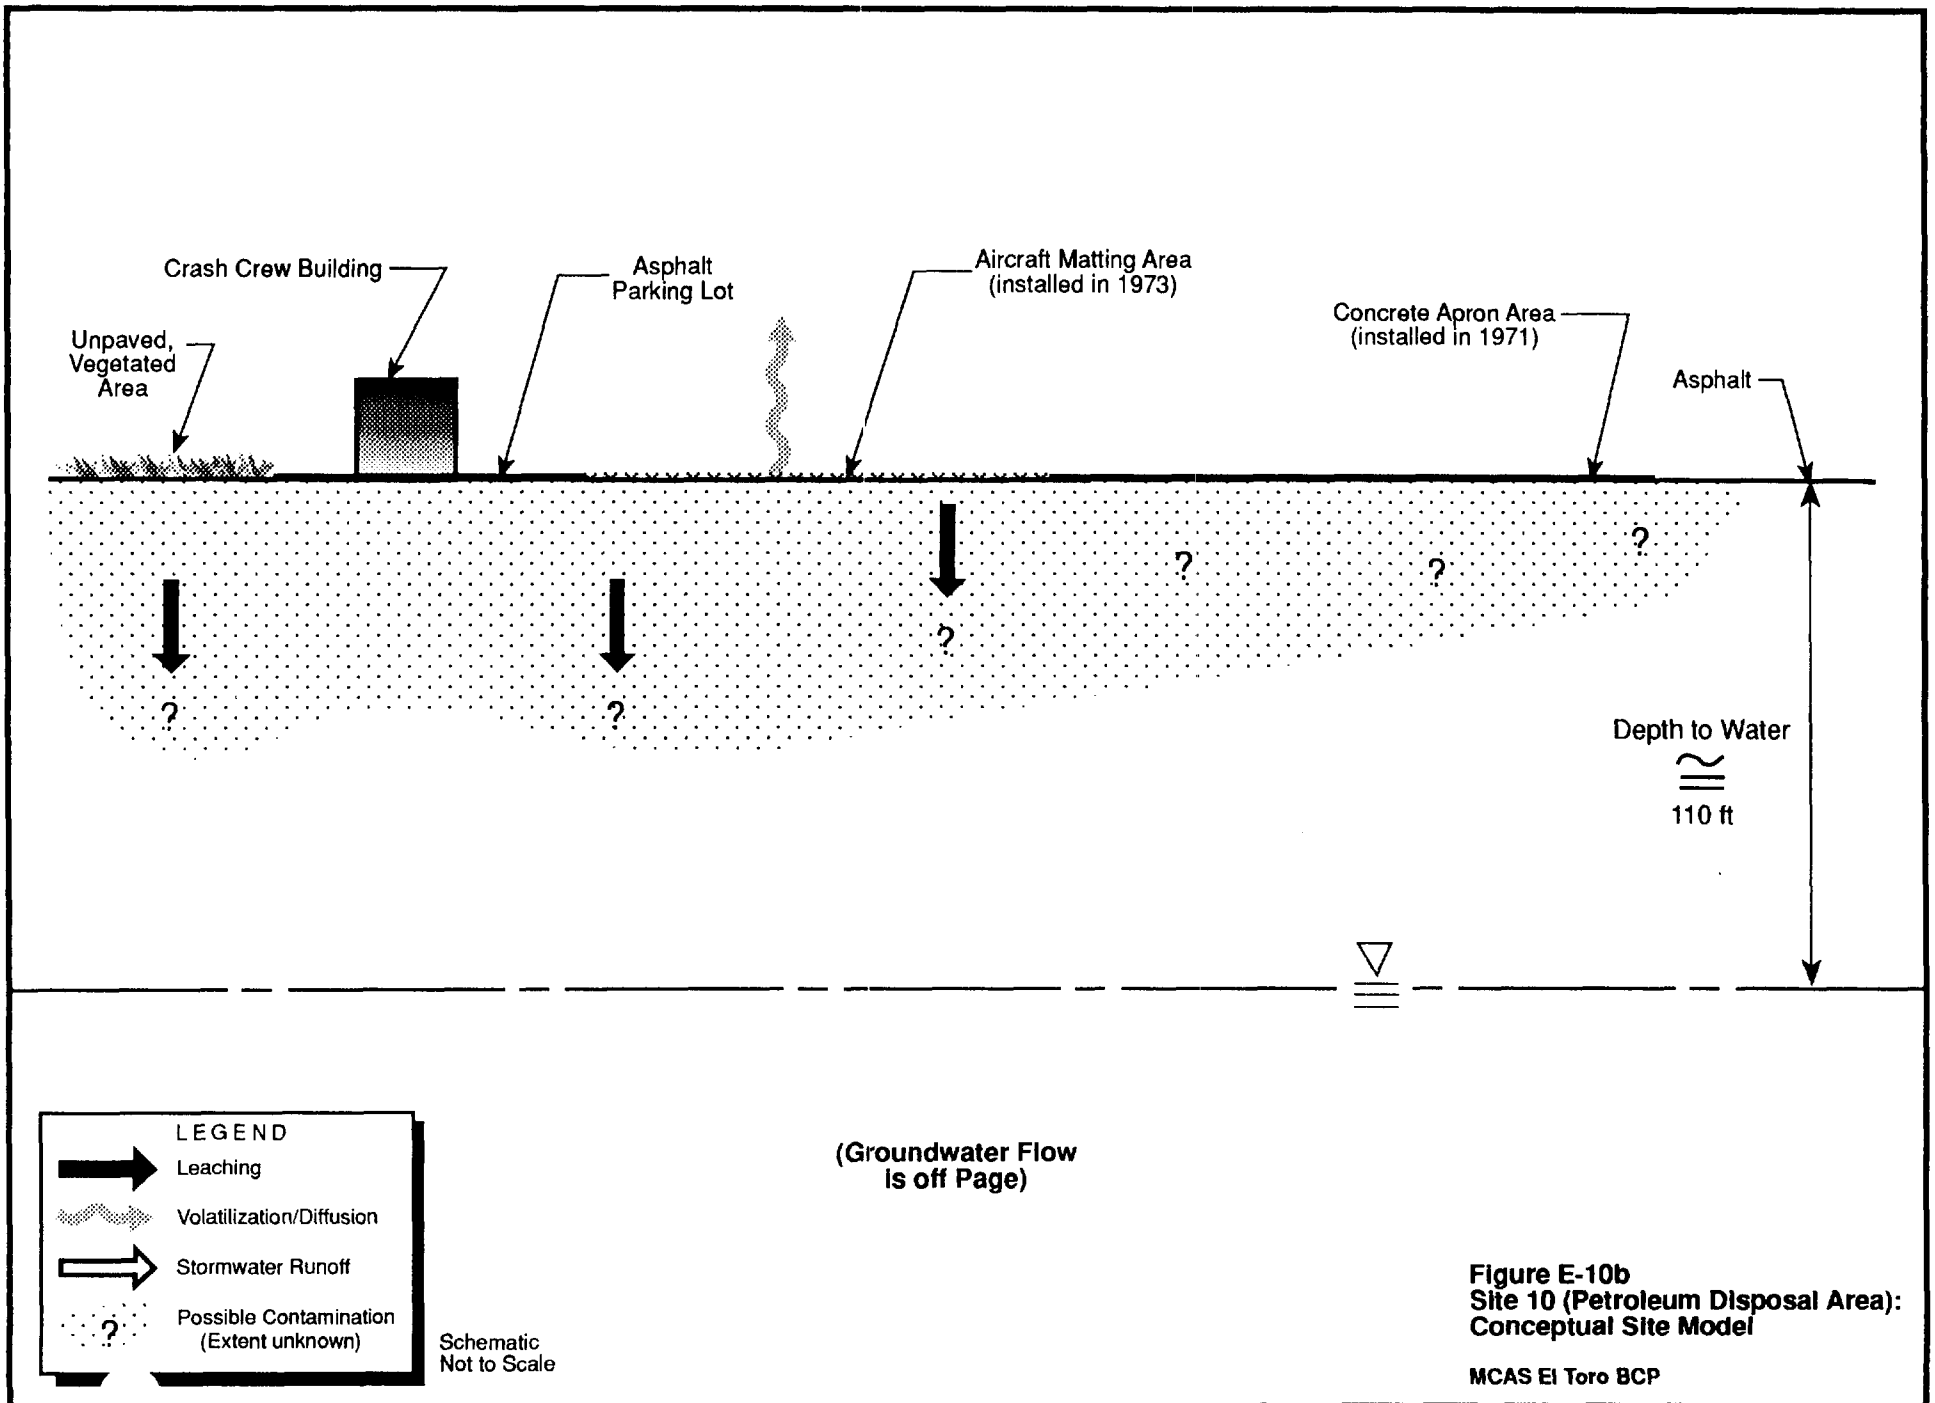 Crash Crew Building
Asphalt
Parking Lot
Aircraft Matting Area
(installed in 1973)
Concrete Apron Area
(installed in 1971)
Unpaved,
Vegetated
Area
Asphalt
?
?
?
?
?
?
Depth to Water
≅
110 ft
LEGEND
Leaching
Volatilization/Diffusion
Stormwater Runoff
?
Possible Contamination
(Extent unknown)
Schematic
Not to Scale
(Groundwater Flow
is off Page)
Figure E-10b
Site 10 (Petroleum Disposal Area):
Conceptual Site Model
MCAS El Toro BCP